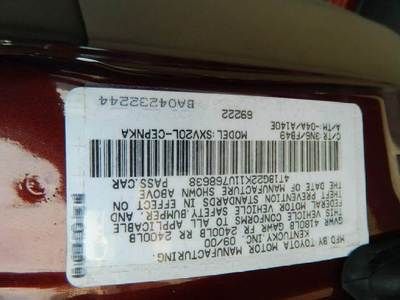 MFD BY TOYOTA MOTOR MANUFACTURING,
KENTUCKY, INC. 09/00
GVWR 4180LB GAWR FR 2400LB RR 2400LB
THIS VEHICLE CONFORMS TO ALL APPLICABLE
FEDERAL MOTOR VEHICLE SAFETY, BUMPER, AND
THEFT PREVENTION STANDARDS IN EFFECT ON
THE DATE OF MANUFACTURE SHOWN ABOVE
4T1BG22K1YU768638 PASS. CAR
MODEL: SXV20L-CEPNKA
C/TR: 3N6/FB49
A/TM -04A/A140E
69222
BA04232244